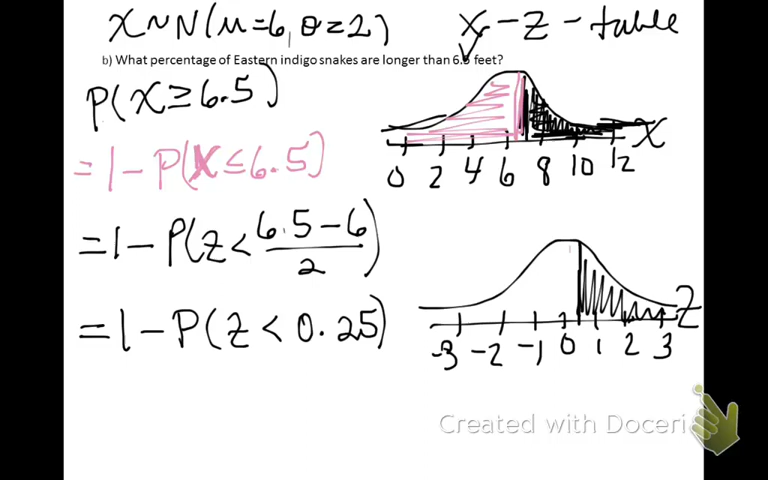 X~N(μ=6, σ=2) X - Z - table
b) What percentage of Eastern indigo snakes are longer than 6.5 feet?
P(X≥6.5)
= 1 - P(X≤6.5)
X
0 2 4 6 8 10 12
= 1 - P(Z < (6.5-6)/2)
= 1 - P(Z < 0.25)
Z
-3 -2 -1 0 1 2 3
Created with Doceri